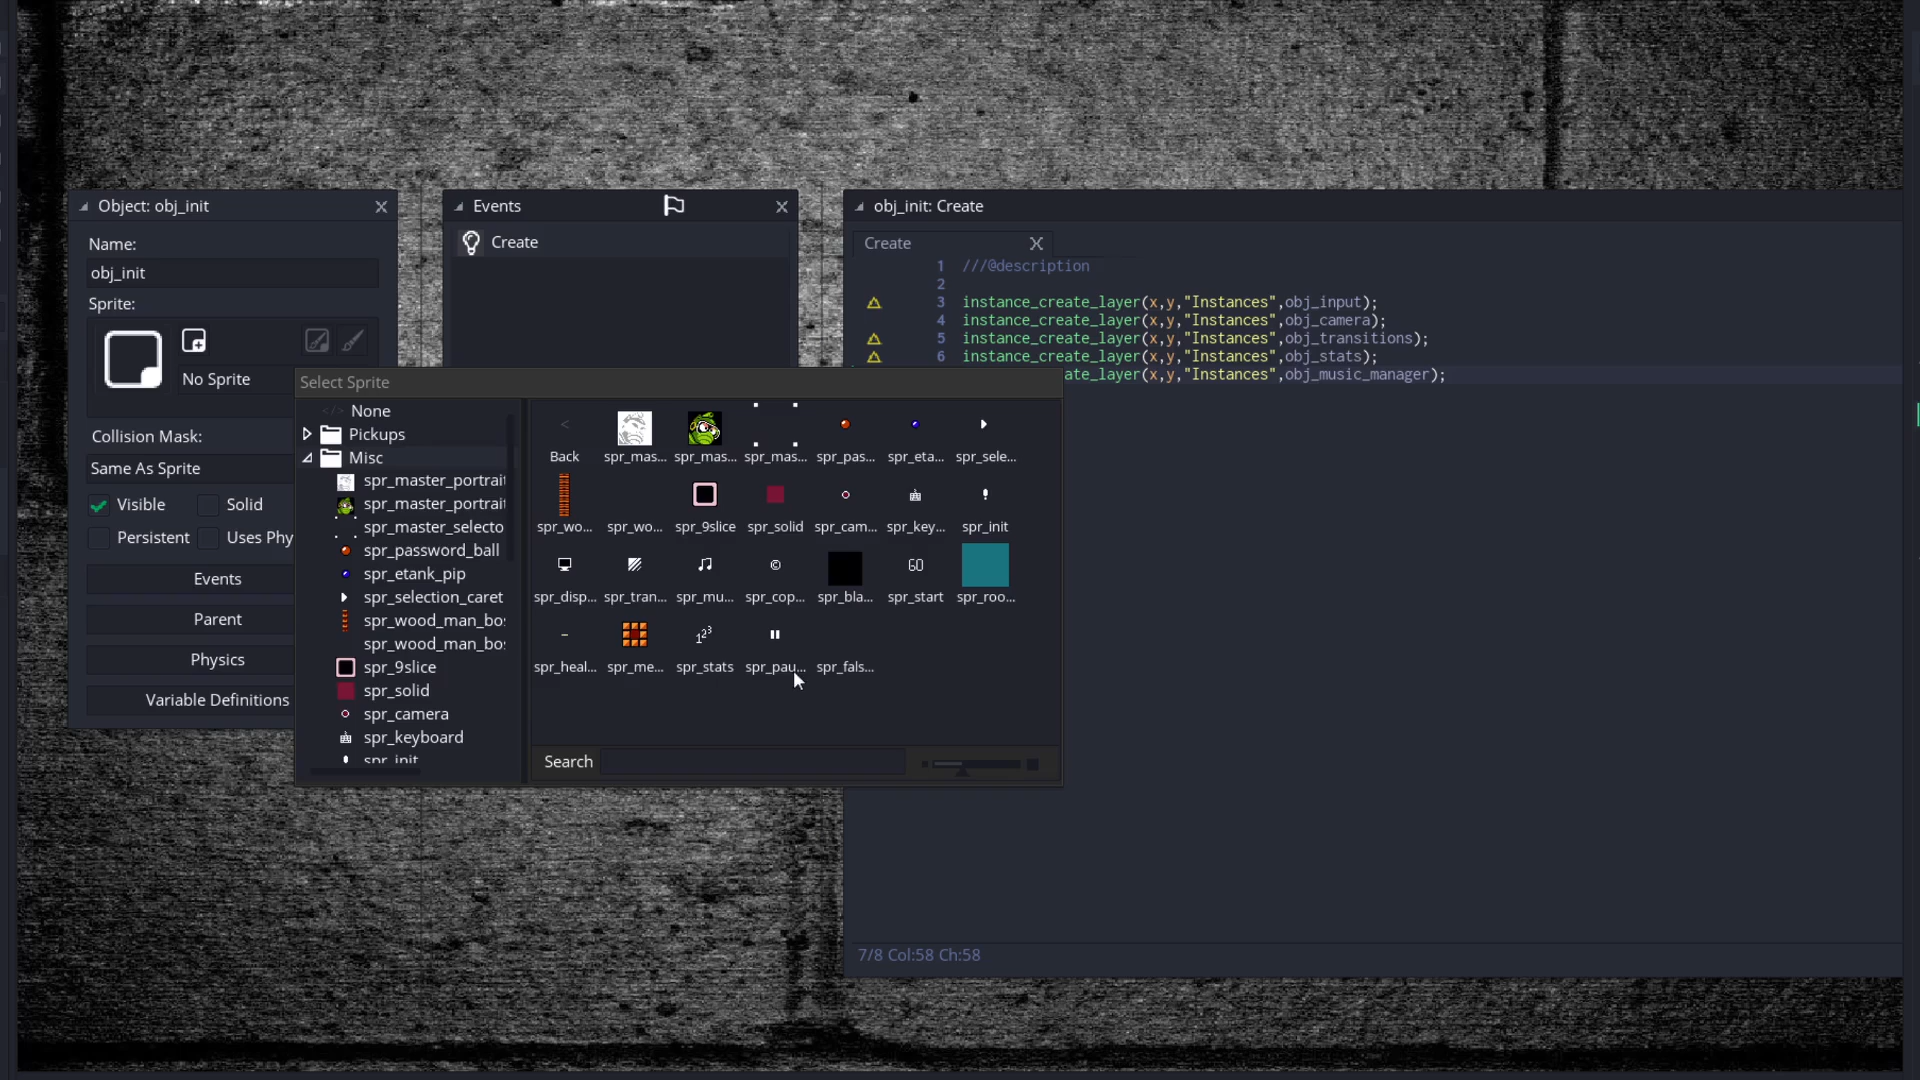 Object: obj_init
Name:
obj_init
Sprite:
No Sprite
Collision Mask:
Same As Sprite
Visible
Solid
Persistent
Uses Phy
Events
Parent
Physics
Variable Definitions
Events
Create
obj_init: Create
Create X
1 ///@description
2
3 instance_create_layer(x,y,"Instances",obj_input);
4 instance_create_layer(x,y,"Instances",obj_camera);
5 instance_create_layer(x,y,"Instances",obj_transitions);
6 instance_create_layer(x,y,"Instances",obj_stats);
ate_layer(x,y,"Instances",obj_music_manager);
7/8 Col:58 Ch:58
Select Sprite
None
Pickups
Misc
spr_master_portrait
spr_master_portrait
spr_master_selecto
spr_password_ball
spr_etank_pip
spr_selection_caret
spr_wood_man_bo
spr_wood_man_bo
spr_9slice
spr_solid
spr_camera
spr_keyboard
spr_init
Back spr_mas... spr_mas... spr_mas... spr_pas... spr_eta... spr_sele...
spr_wo... spr_wo... spr_9slice spr_solid spr_cam... spr_key... spr_init
GO
spr_disp... spr_tran... spr_mu... spr_cop... spr_bla... spr_start spr_roo...
123
spr_heal... spr_me... spr_stats spr_pau... spr_fals...
Search